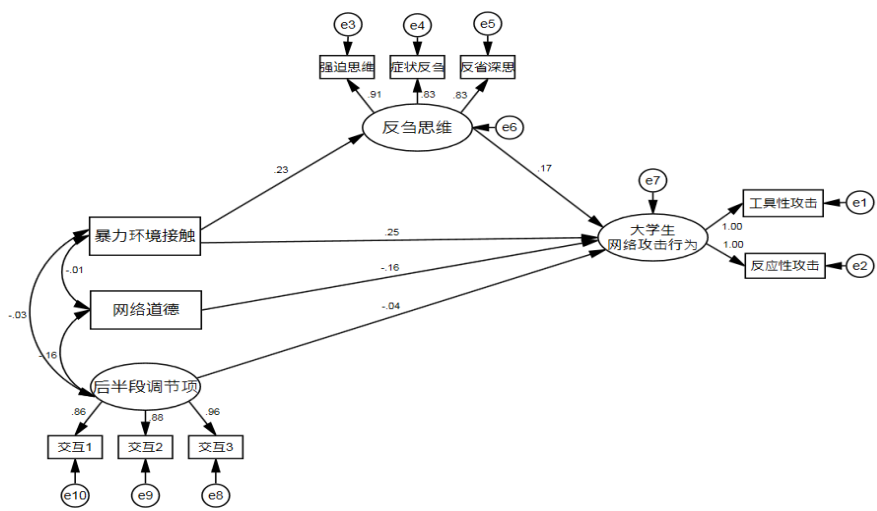 e3
e4
e5
强迫思维
症状反刍
反省深思
.91
.83
.83
反刍思维
e6
.23
.17
e7
工具性攻击
e1
1.00
暴力环境接触
.25
大学生
网络攻击行为
1.00
反应性攻击
e2
-.01
-.16
网络道德
-.04
-.03
-.16
后半段调节项
.86
.88
.96
交互1
交互2
交互3
e10
e9
e8